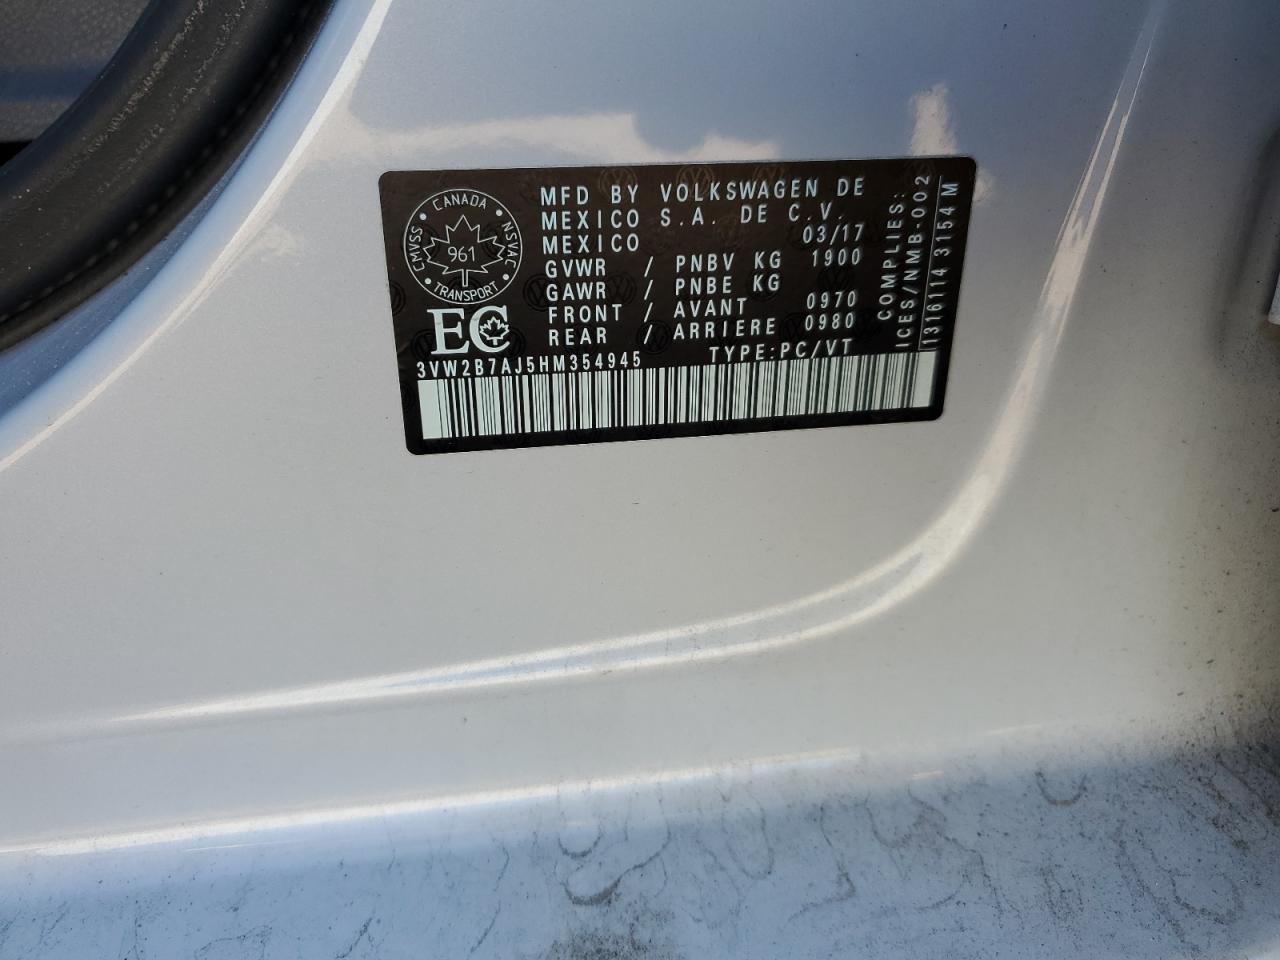 CANADA
CMVSS
NSVAC
961
TRANSPORT
EC
MFD BY VOLKSWAGEN DE
MEXICO S.A. DE C.V.
MEXICO 03/17
GVWR / PNBV KG 1900
GAWR / PNBE KG
FRONT / AVANT 0970
REAR / ARRIERE 0980
3VW2B7AJ5HM354945 TYPE:PC/VT
COMPLIES:
ICES/NMB-002
1316114 3154 M